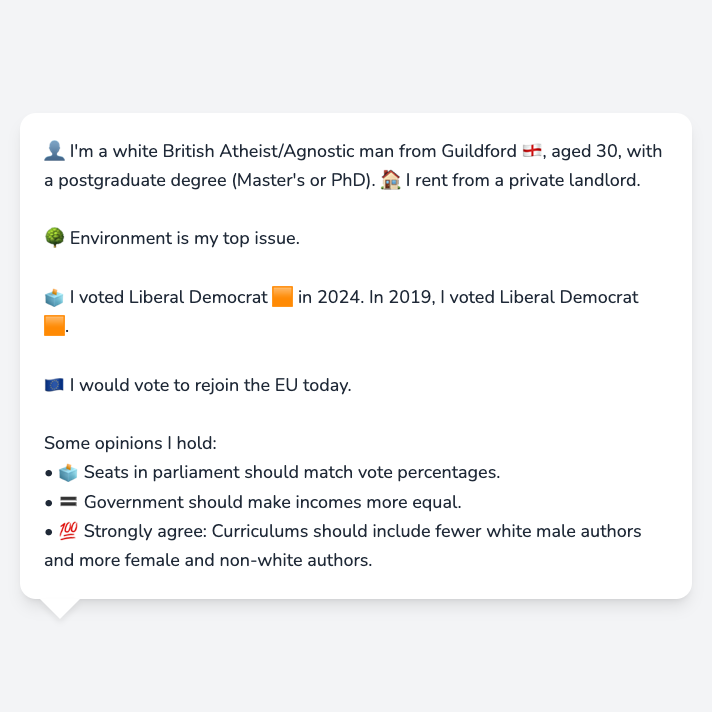 👤 I'm a white British Atheist/Agnostic man from Guildford 🏴󠁧󠁢󠁥󠁮󠁧󠁿, aged 30, with
a postgraduate degree (Master's or PhD). 🏠 I rent from a private landlord.
🌳 Environment is my top issue.
🗳️ I voted Liberal Democrat 🟧 in 2024. In 2019, I voted Liberal Democrat
🟧.
🇪🇺 I would vote to rejoin the EU today.
Some opinions I hold:
• 🗳️ Seats in parliament should match vote percentages.
• 🟰 Government should make incomes more equal.
• 💯 Strongly agree: Curriculums should include fewer white male authors
and more female and non-white authors.